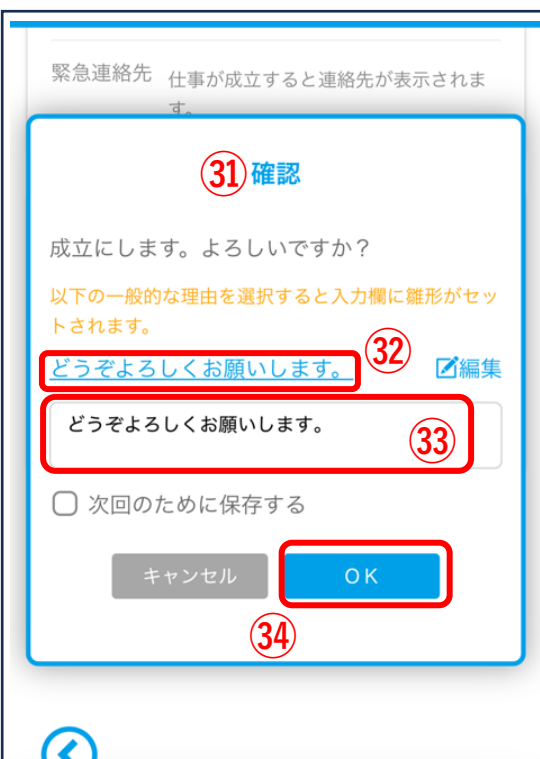 緊急連絡先 仕事が成立すると連絡先が表示されま
す。
㉛確認
成立にします。よろしいですか？
以下の一般的な理由を選択すると入力欄に雛形がセッ
トされます。
㉜
どうぞよろしくお願いします。 編集
どうぞよろしくお願いします。
㉝
次回のために保存する
キャンセル OK
㉞